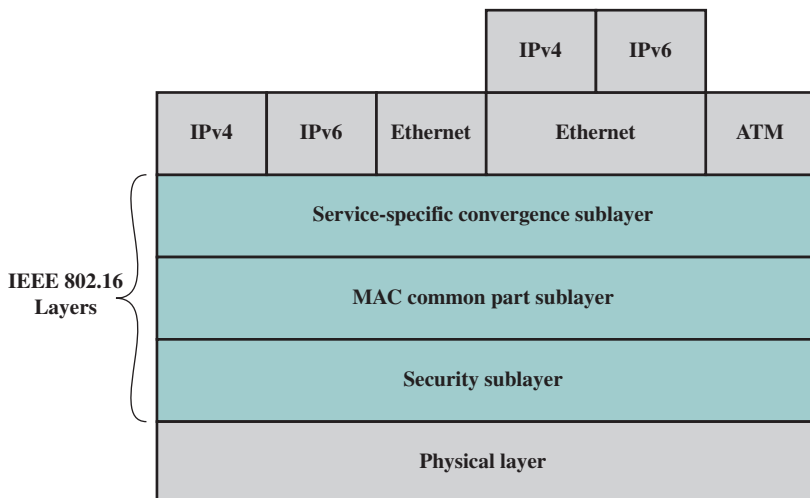 IPv4 IPv6
IPv4 IPv6 Ethernet Ethernet ATM
Service-specific convergence sublayer
IEEE 802.16
Layers
MAC common part sublayer
Security sublayer
Physical layer